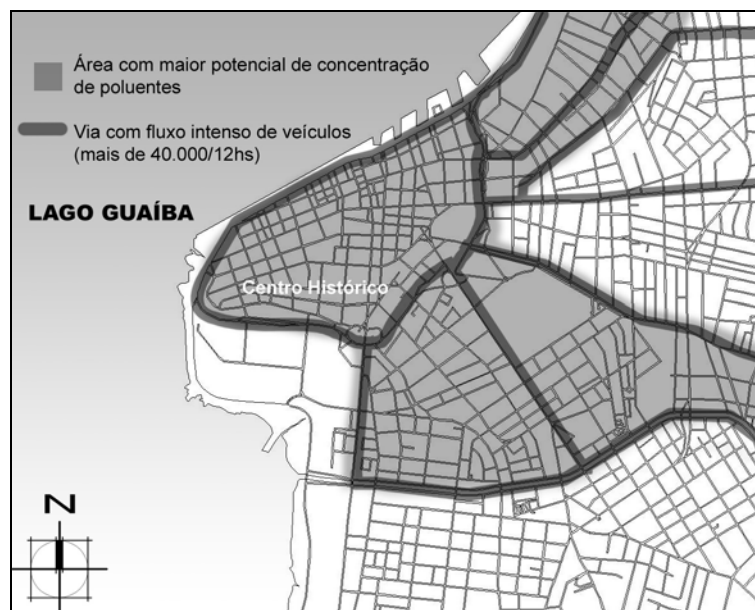 Área com maior potencial de concentração
de poluentes
Via com fluxo intenso de veículos
(mais de 40.000/12hs)
LAGO GUAÍBA
Centro Histórico
N